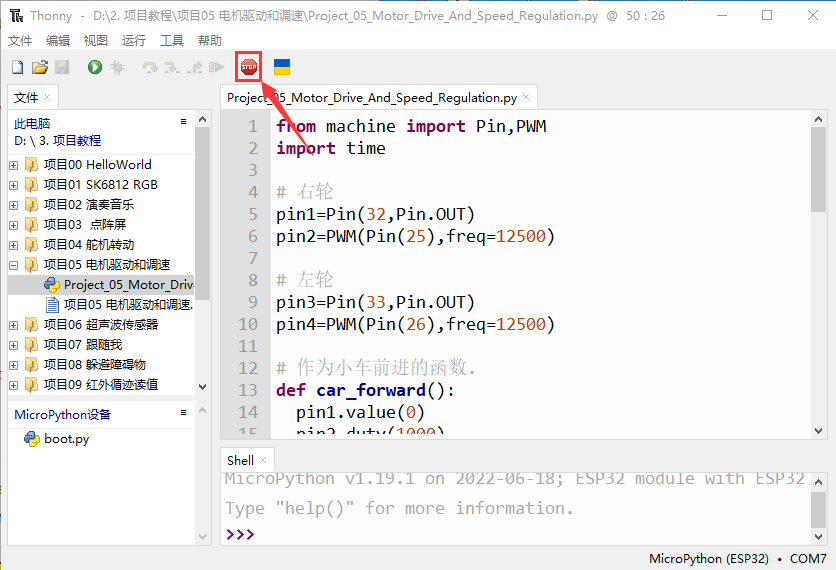 Thonny - D:\2. 项目教程\项目05 电机驱动和调速\Project_05_Motor_Drive_And_Speed_Regulation.py @ 50 : 26
文件 编辑 视图 运行 工具 帮助
STOP
文件 ×
此电脑
D: \ 3. 项目教程
项目00 HelloWorld
项目01 SK6812 RGB
项目02 演奏音乐
项目03 点阵屏
项目04 舵机转动
项目05 电机驱动和调速
Project_05_Motor_Driv
项目05 电机驱动和调速.
项目06 超声波传感器
项目07 跟随我
项目08 躲避障碍物
项目09 红外循迹读值
MicroPython设备
boot.py
Project_05_Motor_Drive_And_Speed_Regulation.py ×
1 from machine import Pin,PWM
2 import time
3
4 # 右轮
5 pin1=Pin(32,Pin.OUT)
6 pin2=PWM(Pin(25),freq=12500)
7
8 # 左轮
9 pin3=Pin(33,Pin.OUT)
10 pin4=PWM(Pin(26),freq=12500)
11
12 # 作为小车前进的函数.
13 def car_forward():
14 pin1.value(0)
15 pin2.duty(1000)
Shell ×
MicroPython v1.19.1 on 2022-06-18; ESP32 module with ESP32
Type "help()" for more information.
>>>
MicroPython (ESP32) • COM7